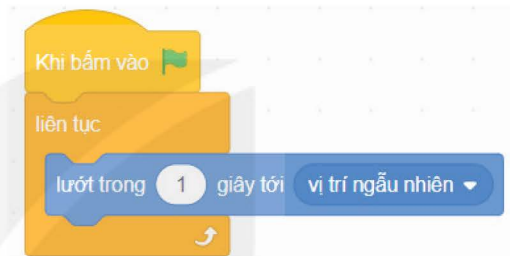 Khi bấm vào
liên tục
lướt trong 1 giây tới vị trí ngẫu nhiên